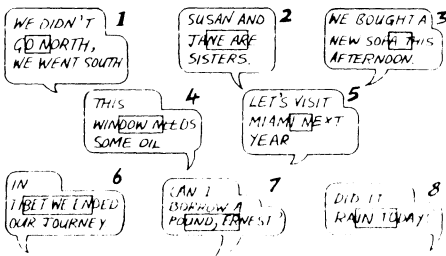 WE DIDN'T
GO NORTH,
WE WENT SOUTH
1
SUSAN AND
JANE ARE
SISTERS.
2
WE BOUGHT A
NEW SOFA THIS
AFTERNOON.
3
THIS
WINDOW NEEDS
SOME OIL
4
LET'S VISIT
MIAMI NEXT
YEAR
5
IN
TIBET WE ENDED
OUR JOURNEY
6
CAN I
BORROW A
POUND, ERNEST?
7
DID IT
RAIN TODAY?
8